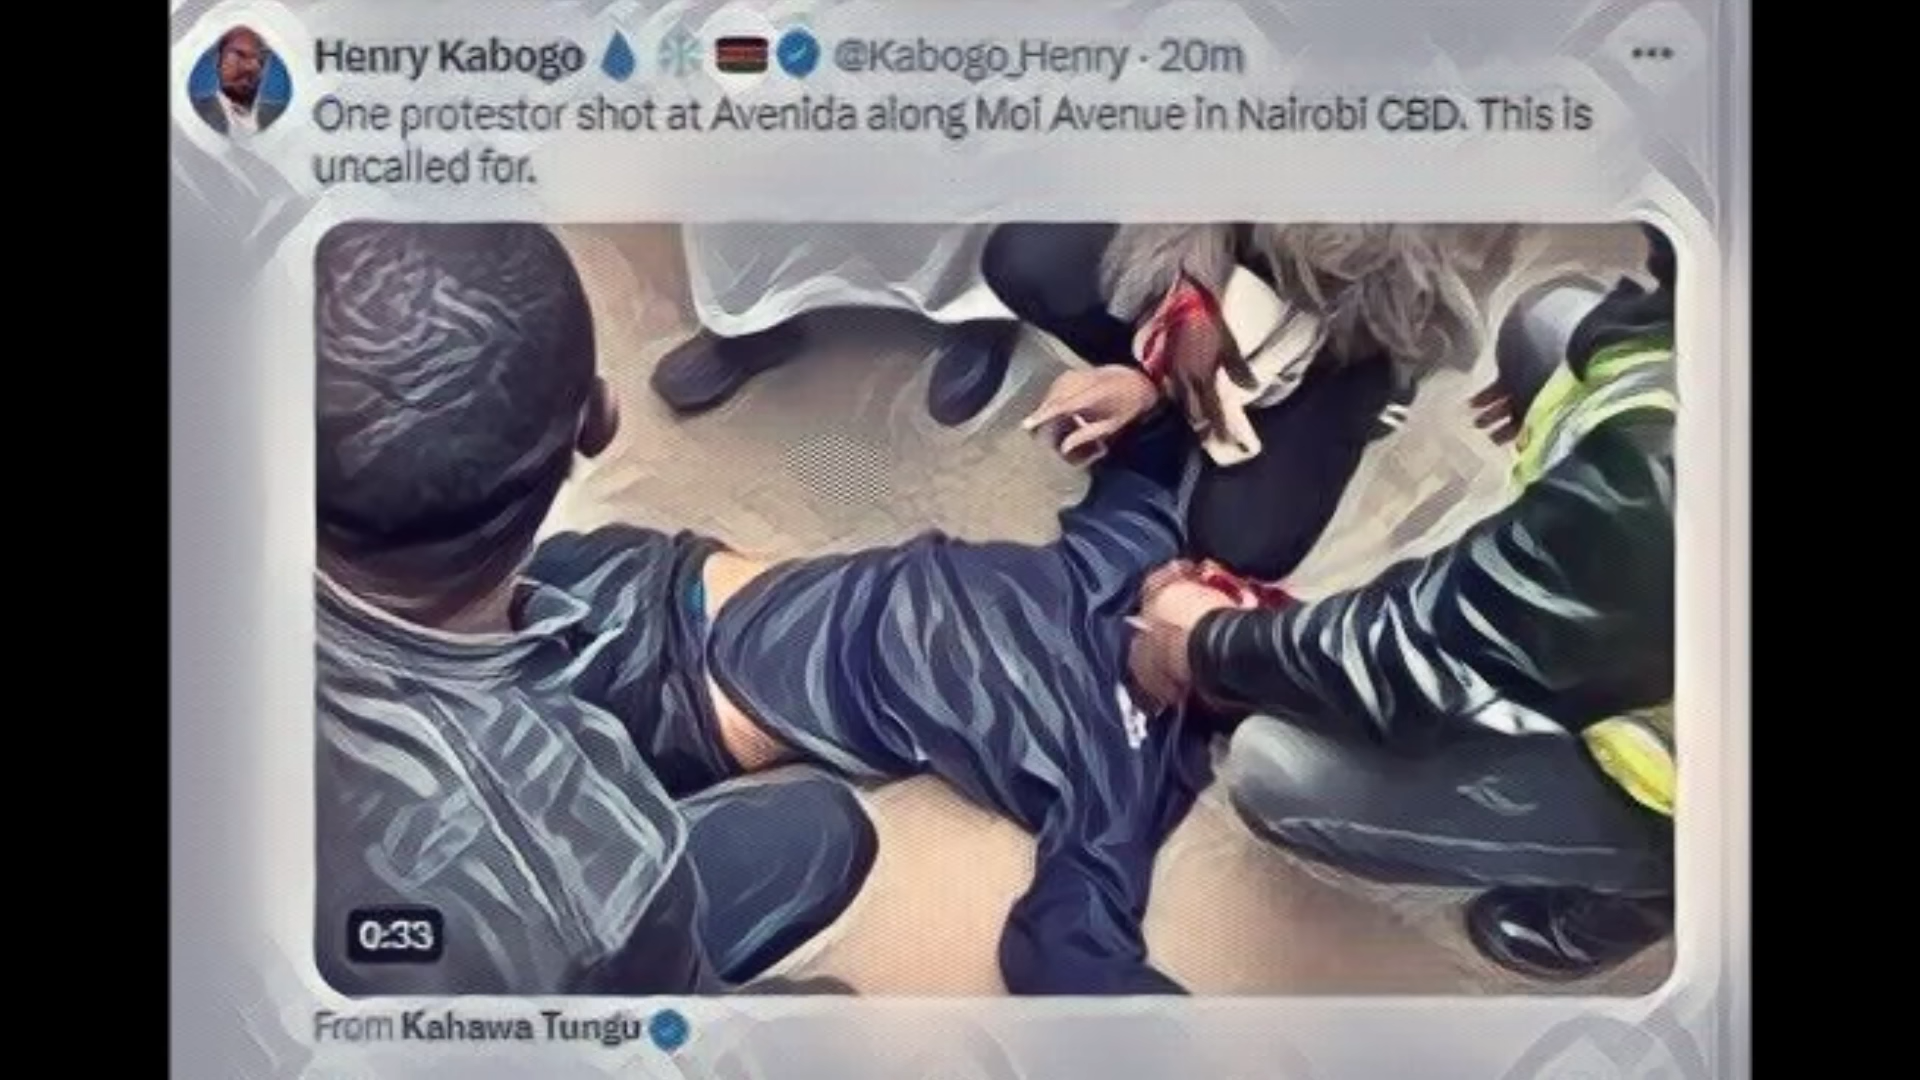 Henry Kabogo @Kabogo_Henry · 20m
One protestor shot at Avenida along Moi Avenue in Nairobi CBD. This is
uncalled for.
0:33
From Kahawa Tungu